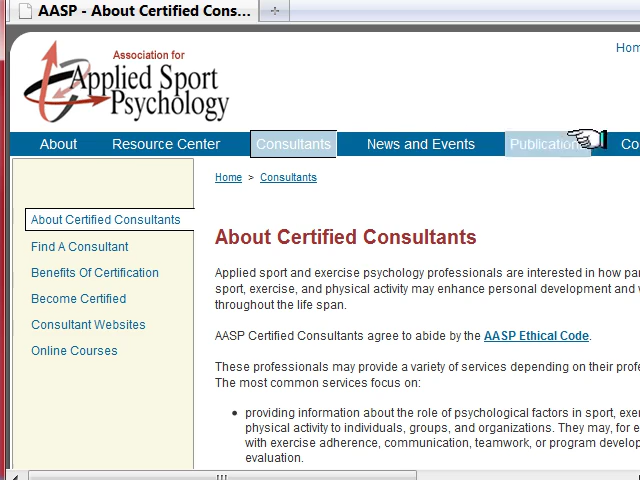 AASP - About Certified Cons...
Hom
Association for
Applied Sport
Psychology
About Resource Center Consultants News and Events Publication Co
Home > Consultants
About Certified Consultants
Find A Consultant
Benefits Of Certification
Become Certified
Consultant Websites
Online Courses
About Certified Consultants
Applied sport and exercise psychology professionals are interested in how par
sport, exercise, and physical activity may enhance personal development and w
throughout the life span.
AASP Certified Consultants agree to abide by the AASP Ethical Code.
These professionals may provide a variety of services depending on their profe
The most common services focus on:
• providing information about the role of psychological factors in sport, exer
physical activity to individuals, groups, and organizations. They may, for e
with exercise adherence, communication, teamwork, or program develop
evaluation.